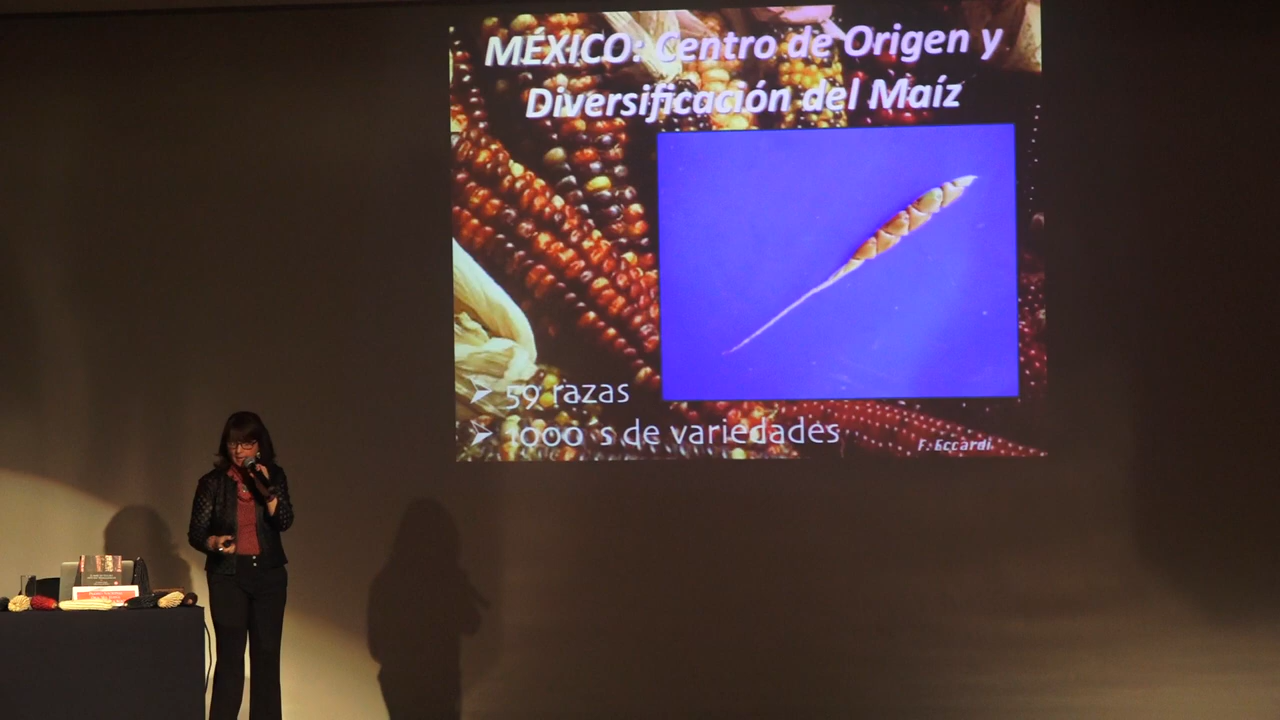 MÉXICO: Centro de Origen y
Diversificación del Maíz
➤ 59 razas
➤ 1000 s de variedades
F. Eccardi